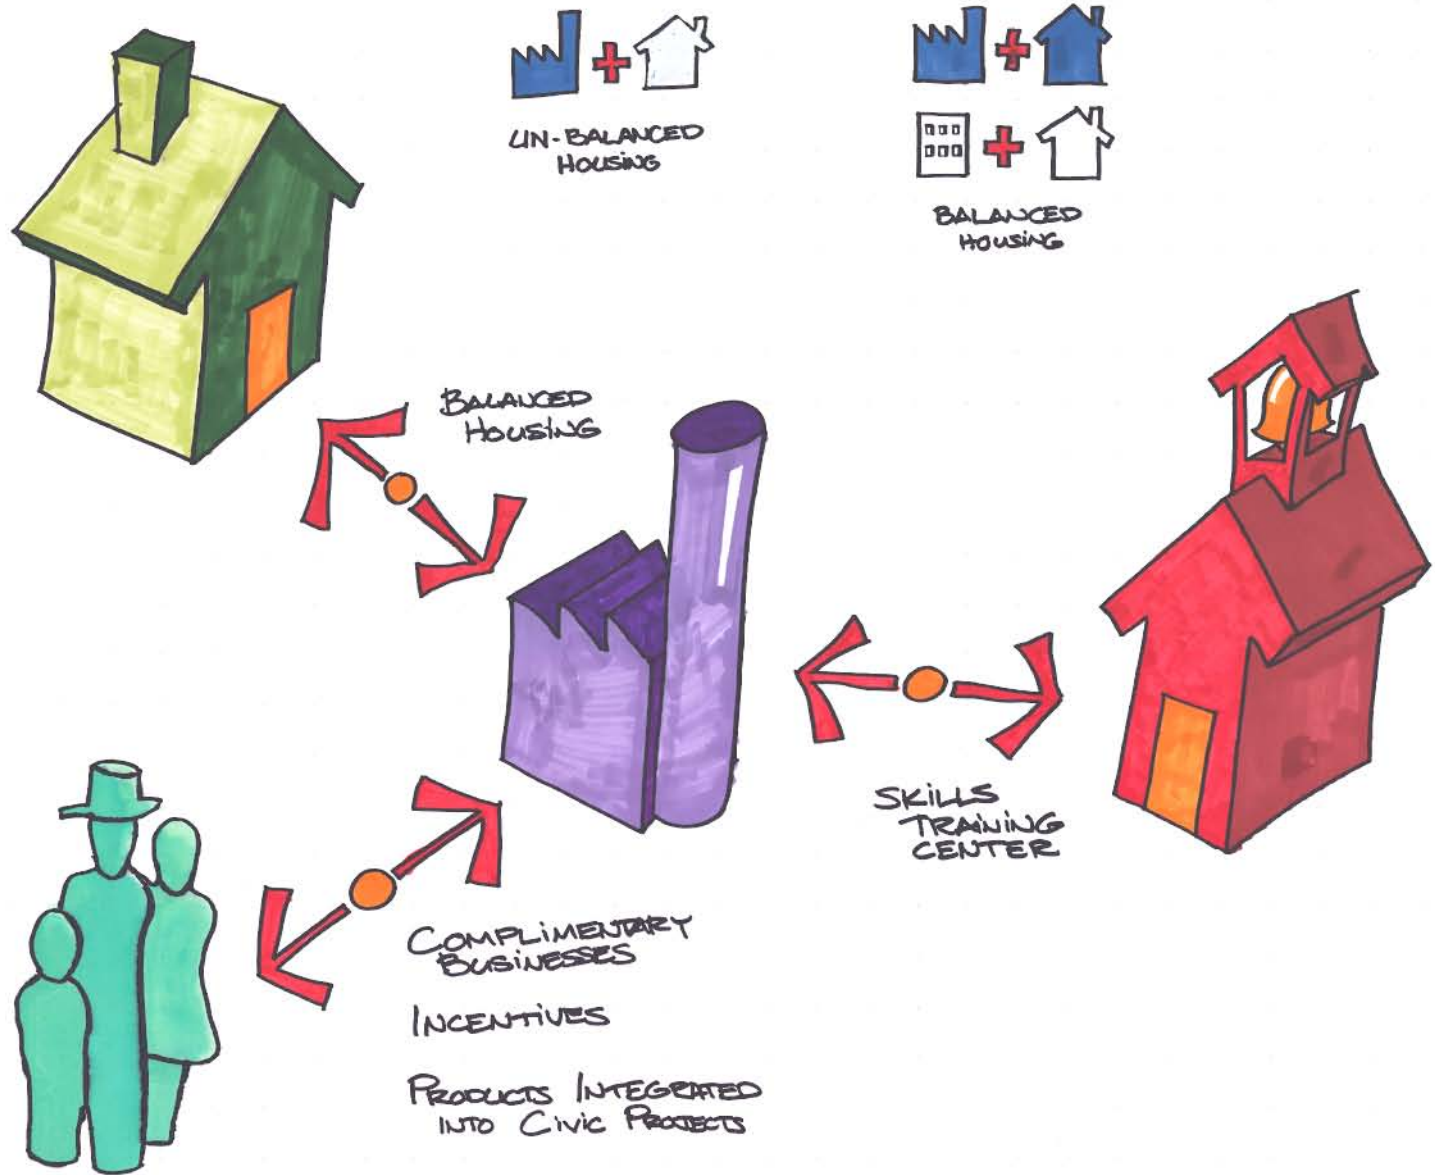 UN-BALANCED
HOUSING
BALANCED
HOUSING
BALANCED
HOUSING
SKILLS
TRAINING
CENTER
COMPLIMENTARY
BUSINESSES
INCENTIVES
PRODUCTS INTEGRATED
INTO CIVIC PROJECTS